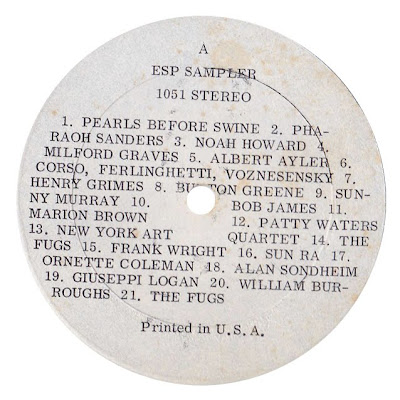 A
ESP SAMPLER
1051 STEREO
1. PEARLS BEFORE SWINE 2. PHA-
RAOH SANDERS 3. NOAH HOWARD 4.
MILFORD GRAVES 5. ALBERT AYLER 6.
CORSO, FERLINGHETTI, VOZNESENSKY 7.
HENRY GRIMES 8. BURTON GREENE 9. SUN-
NY MURRAY 10. BOB JAMES 11.
MARION BROWN 12. PATTY WATERS
13. NEW YORK ART QUARTET 14. THE
FUGS 15. FRANK WRIGHT 16. SUN RA 17.
ORNETTE COLEMAN 18. ALAN SONDHEIM
19. GIUSEPPI LOGAN 20. WILLIAM BUR-
ROUGHS 21. THE FUGS
Printed in U.S.A.